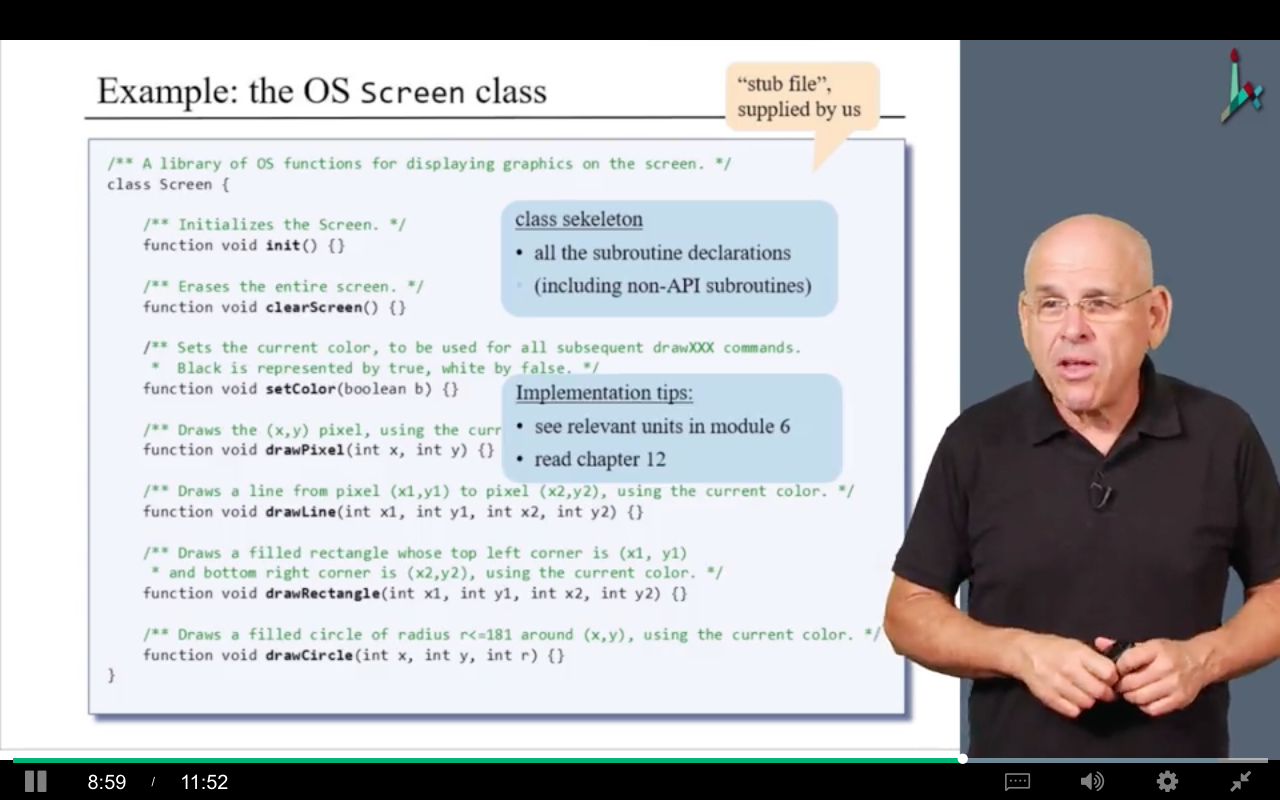 Example: the OS Screen class
“stub file”,
supplied by us
/** A library of OS functions for displaying graphics on the screen. */
class Screen {
/** Initializes the Screen. */
function void init() {}
/** Erases the entire screen. */
function void clearScreen() {}
/** Sets the current color, to be used for all subsequent drawXXX commands.
* Black is represented by true, white by false. */
function void setColor(boolean b) {}
/** Draws the (x,y) pixel, using the curr
function void drawPixel(int x, int y) {}
/** Draws a line from pixel (x1,y1) to pixel (x2,y2), using the current color. */
function void drawLine(int x1, int y1, int x2, int y2) {}
/** Draws a filled rectangle whose top left corner is (x1, y1)
* and bottom right corner is (x2,y2), using the current color. */
function void drawRectangle(int x1, int y1, int x2, int y2) {}
/** Draws a filled circle of radius r<=181 around (x,y), using the current color. */
function void drawCircle(int x, int y, int r) {}
}
class sekeleton
• all the subroutine declarations
• (including non-API subroutines)
Implementation tips:
• see relevant units in module 6
• read chapter 12
8:59 / 11:52